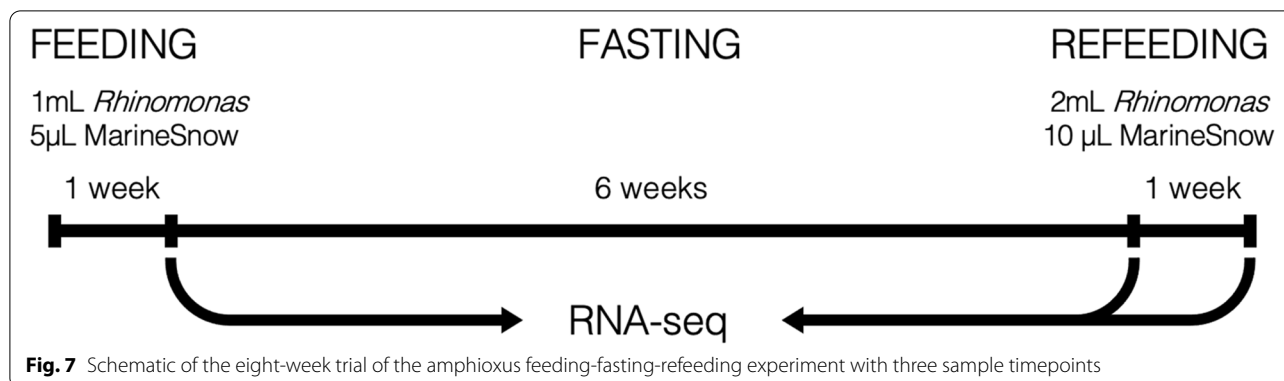 FEEDING FASTING REFEEDING
1mL Rhinomonas 2mL Rhinomonas
5µL MarineSnow 10 µL MarineSnow
1 week 6 weeks 1 week
RNA-seq
Fig. 7 Schematic of the eight-week trial of the amphioxus feeding-fasting-refeeding experiment with three sample timepoints